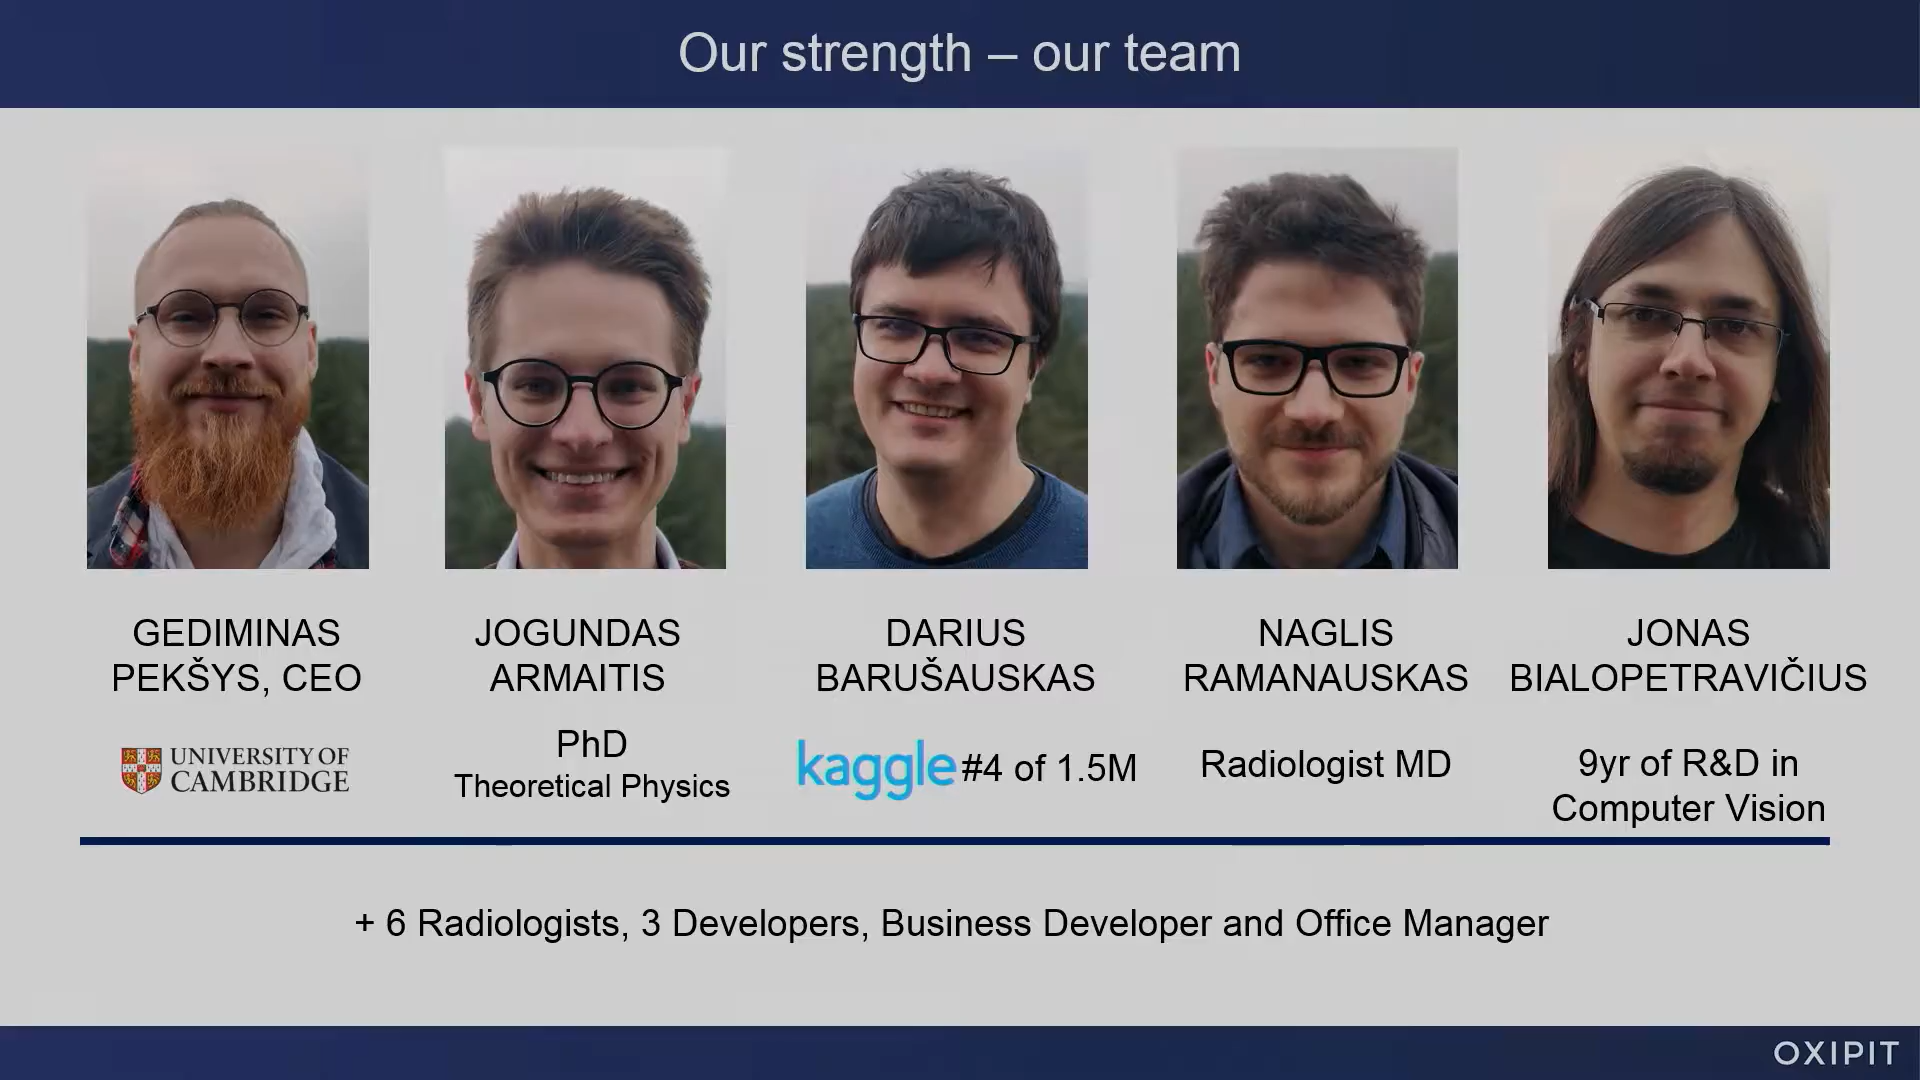 Our strength – our team
GEDIMINAS
PEKŠYS, CEO
UNIVERSITY OF
CAMBRIDGE
JOGUNDAS
ARMAITIS
PhD
Theoretical Physics
DARIUS
BARUŠAUSKAS
kaggle #4 of 1.5M
NAGLIS
RAMANAUSKAS
Radiologist MD
JONAS
BIALOPETRAVIČIUS
9yr of R&D in
Computer Vision
+ 6 Radiologists, 3 Developers, Business Developer and Office Manager
OXIPIT